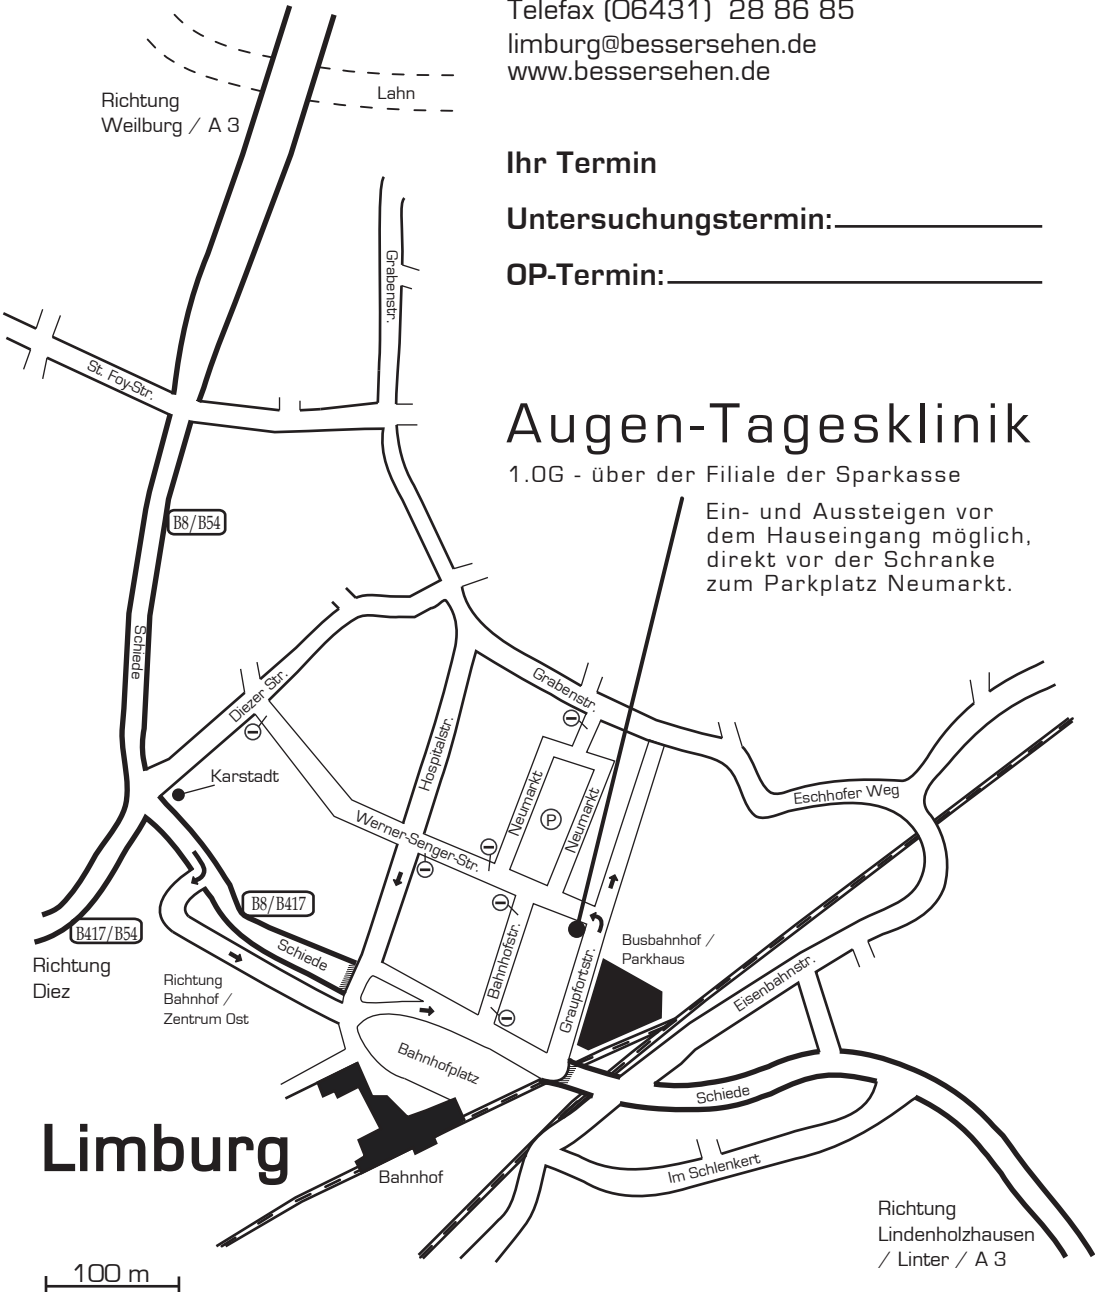 Telefax (06431) 28 86 85
limburg@bessersehen.de
www.bessersehen.de
Lahn
Richtung
Weilburg / A 3
Ihr Termin
Untersuchungstermin:
OP-Termin:
Grabenstr.
St. Foy-Str.
Augen-Tagesklinik
1.OG - über der Filiale der Sparkasse
Ein- und Aussteigen vor
dem Hauseingang möglich,
direkt vor der Schranke
zum Parkplatz Neumarkt.
B8/B54
Schiede
Diezer Str.
Grabenstr.
Hospitalstr.
Karstadt
Werner-Senger-Str.
Neumarkt
P
Neumarkt
Eschhofer Weg
B8/B417
B417/B54
Schiede
Richtung
Diez
Richtung
Bahnhof /
Zentrum Ost
Bahnhofstr.
Graupfortstr.
Busbahnhof /
Parkhaus
Eisenbahnstr.
Bahnhofplatz
Schiede
Limburg
Bahnhof
Im Schlenkert
Richtung
Lindenholzhausen
/ Linter / A 3
100 m